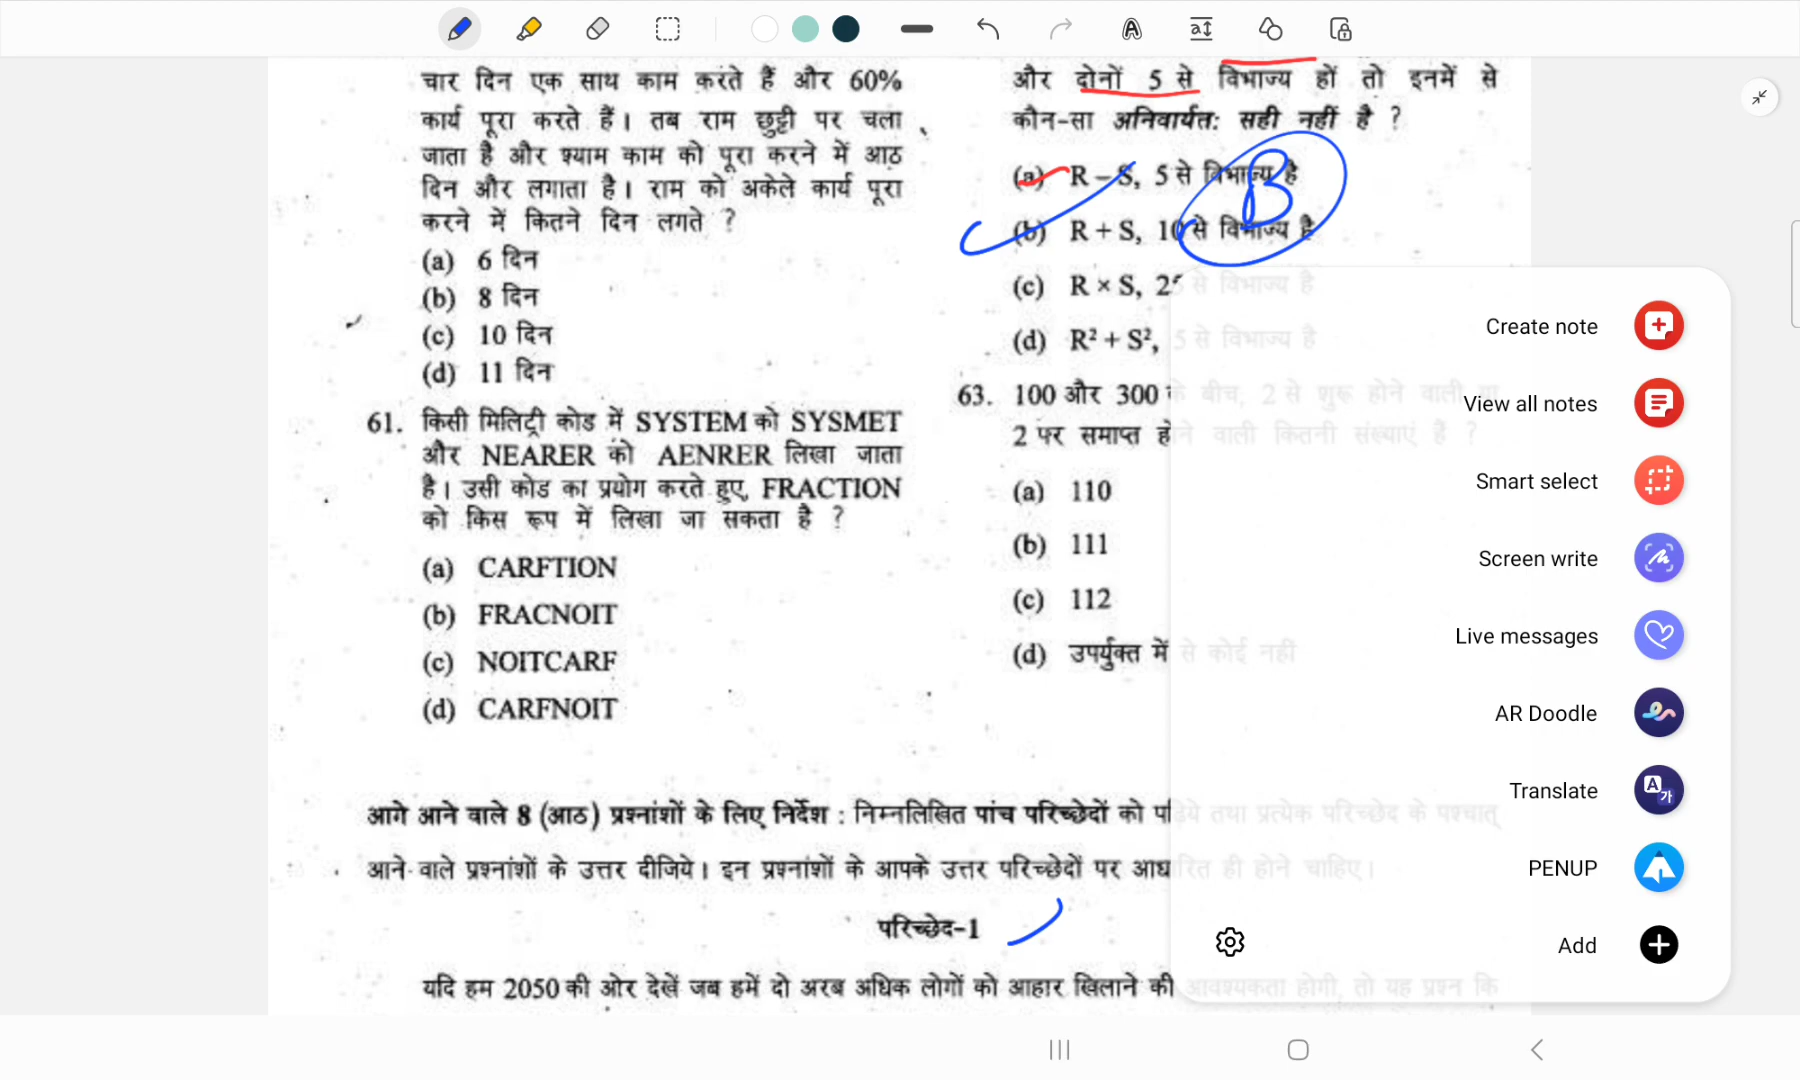 चार दिन एक साथ काम करते हैं और 60%
कार्य पूरा करते हैं। तब राम छुट्टी पर चला
जाता है और श्याम काम को पूरा करने में आठ
दिन और लगाता है। राम को अकेले कार्य पूरा
करने में कितने दिन लगते ?
(a) 6 दिन
(b) 8 दिन
(c) 10 दिन
(d) 11 दिन
61. किसी मिलिट्री कोड में SYSTEM को SYSMET
और NEARER को AENRER लिखा जाता
है। उसी कोड का प्रयोग करते हुए, FRACTION
को किस रूप में लिखा जा सकता है ?
(a) CARFTION
(b) FRACNOIT
(c) NOITCARF
(d) CARFNOIT
और दोनों 5 से विभाज्य हों तो इनमें से
कौन-सा अनिवार्यत: सही नहीं है ?
(a) R – S, 5 से विभाज्य है
B
(b) R + S, 10 से विभाज्य है
(c) R × S, 25 से विभाज्य है
(d) R² + S², 5 से विभाज्य है
63. 100 और 300 के बीच, 2 से शुरू होने वाली या
2 पर समाप्त होने वाली कितनी संख्याएं हैं ?
(a) 110
(b) 111
(c) 112
(d) उपर्युक्त में से कोई नहीं
आगे आने वाले 8 (आठ) प्रश्नांशों के लिए निर्देश : निम्नलिखित पांच परिच्छेदों को पढ़िये तथा प्रत्येक परिच्छेद के पश्चात्
आने वाले प्रश्नांशों के उत्तर दीजिये। इन प्रश्नांशों के आपके उत्तर परिच्छेदों पर आधारित ही होने चाहिए।
परिच्छेद-1
यदि हम 2050 की ओर देखें जब हमें दो अरब अधिक लोगों को आहार खिलाने की आवश्यकता होगी, तो यह प्रश्न कि
Create note
View all notes
Smart select
Screen write
Live messages
AR Doodle
Translate
PENUP
Add